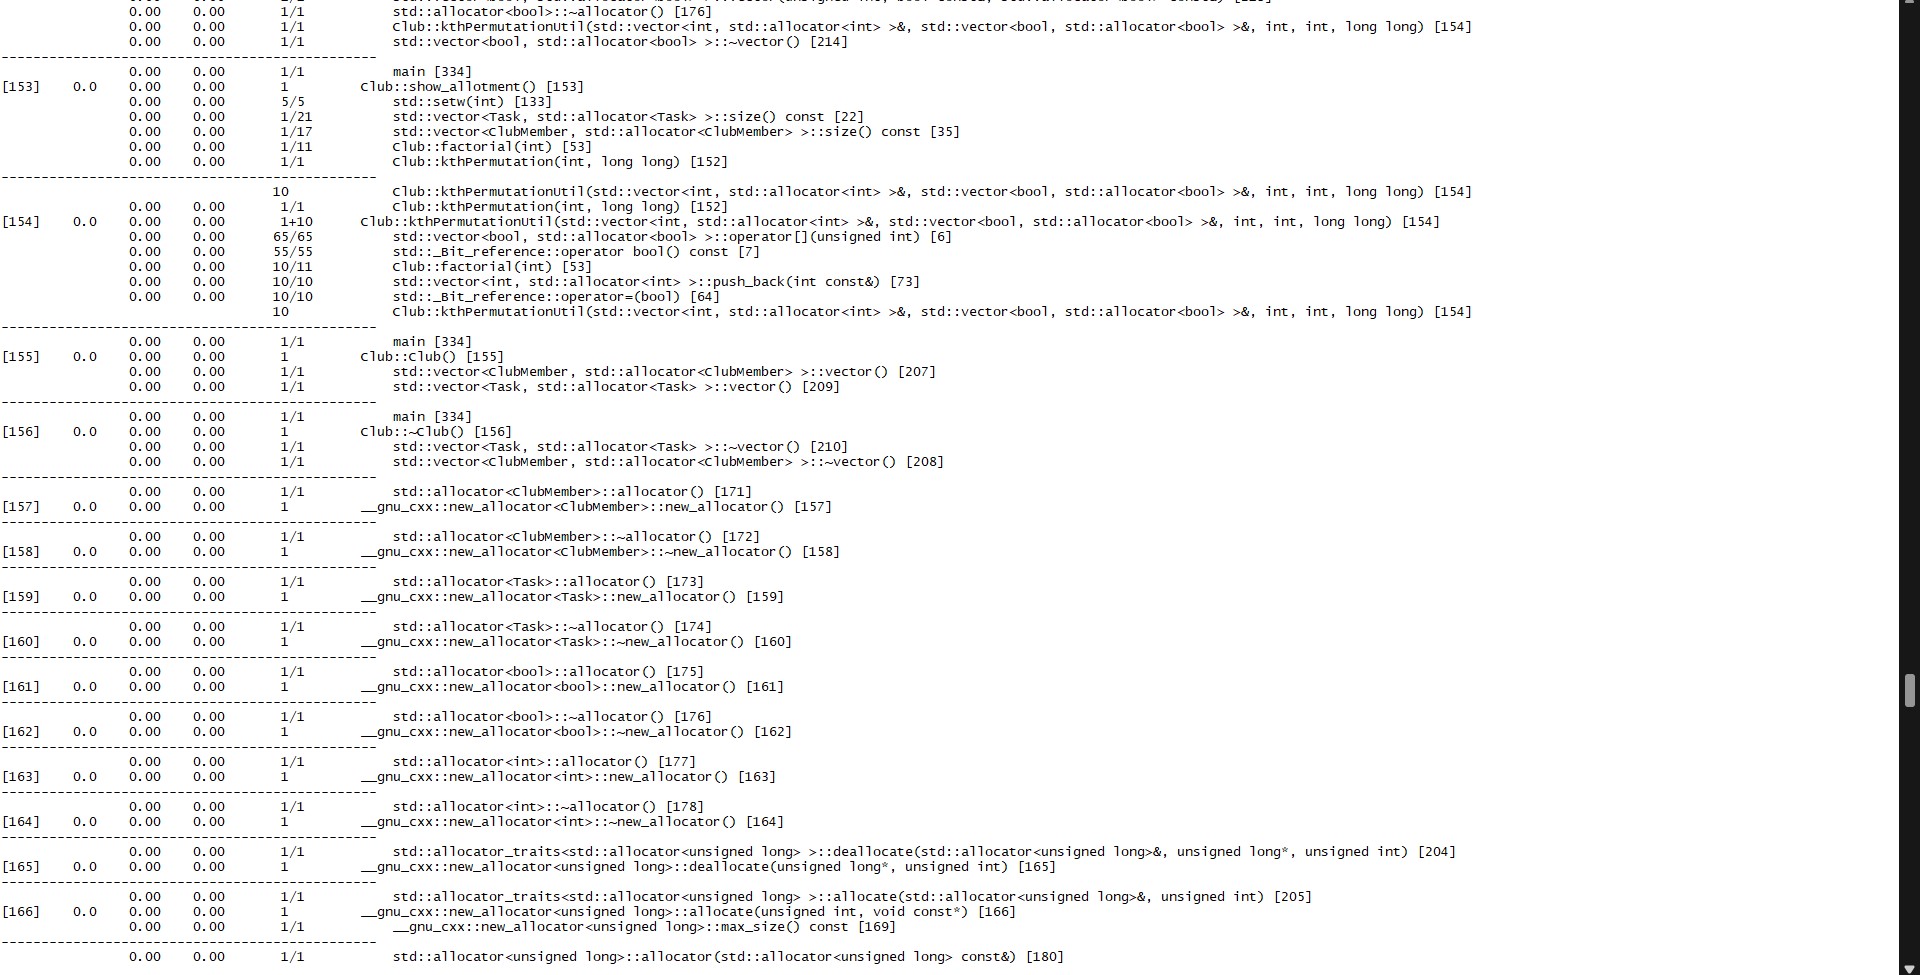 std::allocator<bool>::~allocator() [176]
0.00 0.00 1/1 Club::kthPermutationUtil(std::vector<int, std::allocator<int> >&, std::vector<bool, std::allocator<bool> >&, int, int, long long) [154]
0.00 0.00 1/1 std::vector<bool, std::allocator<bool> >::~vector() [214]
-----------------------------------------------
0.00 0.00 1/1 main [334]
[153] 0.0 0.00 0.00 1 Club::show_allotment() [153]
0.00 0.00 5/5 std::setw(int) [133]
0.00 0.00 1/21 std::vector<Task, std::allocator<Task> >::size() const [22]
0.00 0.00 1/17 std::vector<ClubMember, std::allocator<ClubMember> >::size() const [35]
0.00 0.00 1/11 Club::factorial(int) [53]
0.00 0.00 1/1 Club::kthPermutation(int, long long) [152]
-----------------------------------------------
10 Club::kthPermutationUtil(std::vector<int, std::allocator<int> >&, std::vector<bool, std::allocator<bool> >&, int, int, long long) [154]
0.00 0.00 1/1 Club::kthPermutation(int, long long) [152]
[154] 0.0 0.00 0.00 1+10 Club::kthPermutationUtil(std::vector<int, std::allocator<int> >&, std::vector<bool, std::allocator<bool> >&, int, int, long long) [154]
0.00 0.00 65/65 std::vector<bool, std::allocator<bool> >::operator[](unsigned int) [6]
0.00 0.00 55/55 std::_Bit_reference::operator bool() const [7]
0.00 0.00 10/11 Club::factorial(int) [53]
0.00 0.00 10/10 std::vector<int, std::allocator<int> >::push_back(int const&) [73]
0.00 0.00 10/10 std::_Bit_reference::operator=(bool) [64]
10 Club::kthPermutationUtil(std::vector<int, std::allocator<int> >&, std::vector<bool, std::allocator<bool> >&, int, int, long long) [154]
-----------------------------------------------
0.00 0.00 1/1 main [334]
[155] 0.0 0.00 0.00 1 Club::Club() [155]
0.00 0.00 1/1 std::vector<ClubMember, std::allocator<ClubMember> >::vector() [207]
0.00 0.00 1/1 std::vector<Task, std::allocator<Task> >::vector() [209]
-----------------------------------------------
0.00 0.00 1/1 main [334]
[156] 0.0 0.00 0.00 1 Club::~Club() [156]
0.00 0.00 1/1 std::vector<Task, std::allocator<Task> >::~vector() [210]
0.00 0.00 1/1 std::vector<ClubMember, std::allocator<ClubMember> >::~vector() [208]
-----------------------------------------------
0.00 0.00 1/1 std::allocator<ClubMember>::allocator() [171]
[157] 0.0 0.00 0.00 1 __gnu_cxx::new_allocator<ClubMember>::new_allocator() [157]
-----------------------------------------------
0.00 0.00 1/1 std::allocator<ClubMember>::~allocator() [172]
[158] 0.0 0.00 0.00 1 __gnu_cxx::new_allocator<ClubMember>::~new_allocator() [158]
-----------------------------------------------
0.00 0.00 1/1 std::allocator<Task>::allocator() [173]
[159] 0.0 0.00 0.00 1 __gnu_cxx::new_allocator<Task>::new_allocator() [159]
-----------------------------------------------
0.00 0.00 1/1 std::allocator<Task>::~allocator() [174]
[160] 0.0 0.00 0.00 1 __gnu_cxx::new_allocator<Task>::~new_allocator() [160]
-----------------------------------------------
0.00 0.00 1/1 std::allocator<bool>::allocator() [175]
[161] 0.0 0.00 0.00 1 __gnu_cxx::new_allocator<bool>::new_allocator() [161]
-----------------------------------------------
0.00 0.00 1/1 std::allocator<bool>::~allocator() [176]
[162] 0.0 0.00 0.00 1 __gnu_cxx::new_allocator<bool>::~new_allocator() [162]
-----------------------------------------------
0.00 0.00 1/1 std::allocator<int>::allocator() [177]
[163] 0.0 0.00 0.00 1 __gnu_cxx::new_allocator<int>::new_allocator() [163]
-----------------------------------------------
0.00 0.00 1/1 std::allocator<int>::~allocator() [178]
[164] 0.0 0.00 0.00 1 __gnu_cxx::new_allocator<int>::~new_allocator() [164]
-----------------------------------------------
0.00 0.00 1/1 std::allocator_traits<std::allocator<unsigned long> >::deallocate(std::allocator<unsigned long>&, unsigned long*, unsigned int) [204]
[165] 0.0 0.00 0.00 1 __gnu_cxx::new_allocator<unsigned long>::deallocate(unsigned long*, unsigned int) [165]
-----------------------------------------------
0.00 0.00 1/1 std::allocator_traits<std::allocator<unsigned long> >::allocate(std::allocator<unsigned long>&, unsigned int) [205]
[166] 0.0 0.00 0.00 1 __gnu_cxx::new_allocator<unsigned long>::allocate(unsigned int, void const*) [166]
0.00 0.00 1/1 __gnu_cxx::new_allocator<unsigned long>::max_size() const [169]
-----------------------------------------------
0.00 0.00 1/1 std::allocator<unsigned long>::allocator(std::allocator<unsigned long> const&) [180]